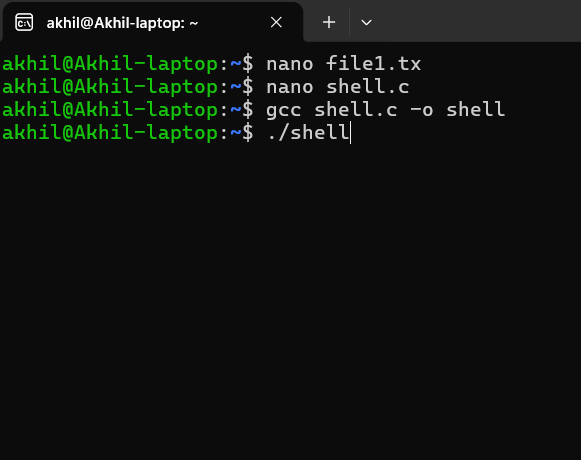 akhil@Akhil-laptop: ~
akhil@Akhil-laptop:~$ nano file1.tx
akhil@Akhil-laptop:~$ nano shell.c
akhil@Akhil-laptop:~$ gcc shell.c -o shell
akhil@Akhil-laptop:~$ ./shell